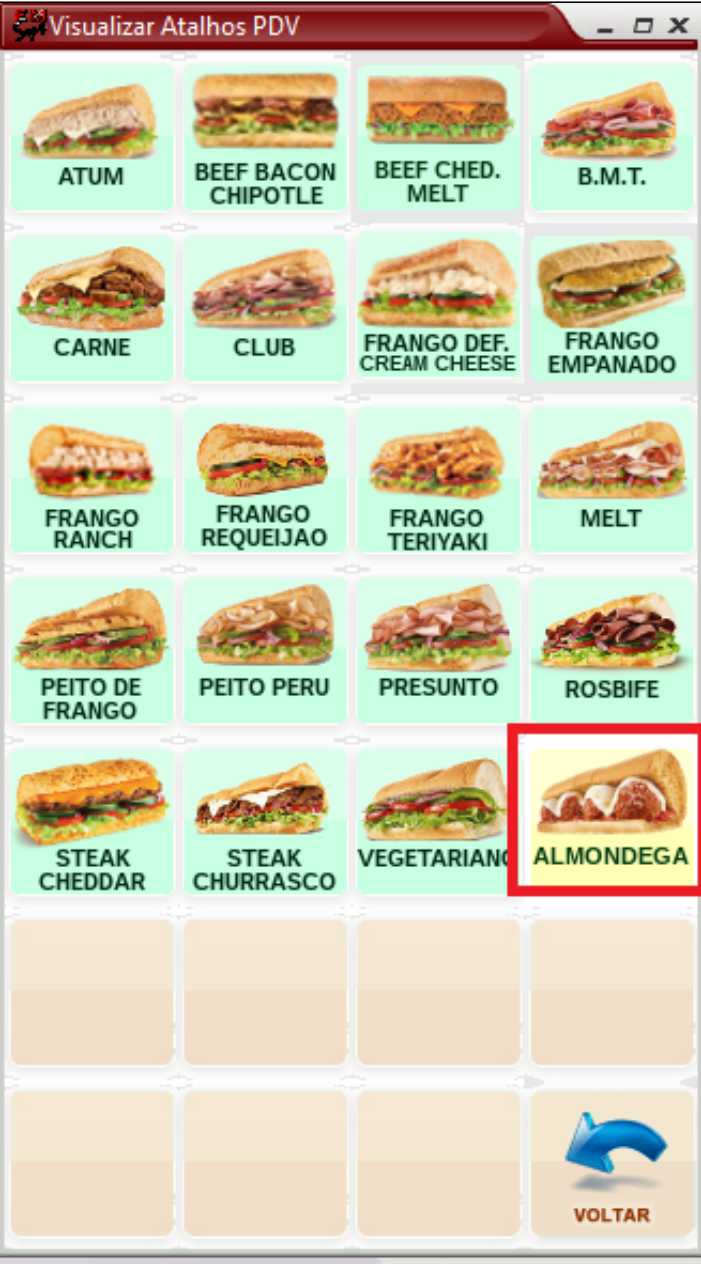 Visualizar Atalhos PDV
ATUM
BEEF BACON
CHIPOTLE
BEEF CHED.
MELT
B.M.T.
CARNE
CLUB
FRANGO DEF.
CREAM CHEESE
FRANGO
EMPANADO
FRANGO
RANCH
FRANGO
REQUEIJAO
FRANGO
TERIYAKI
MELT
PEITO DE
FRANGO
PEITO PERU
PRESUNTO
ROSBIFE
STEAK
CHEDDAR
STEAK
CHURRASCO
VEGETARIANO
ALMONDEGA
VOLTAR